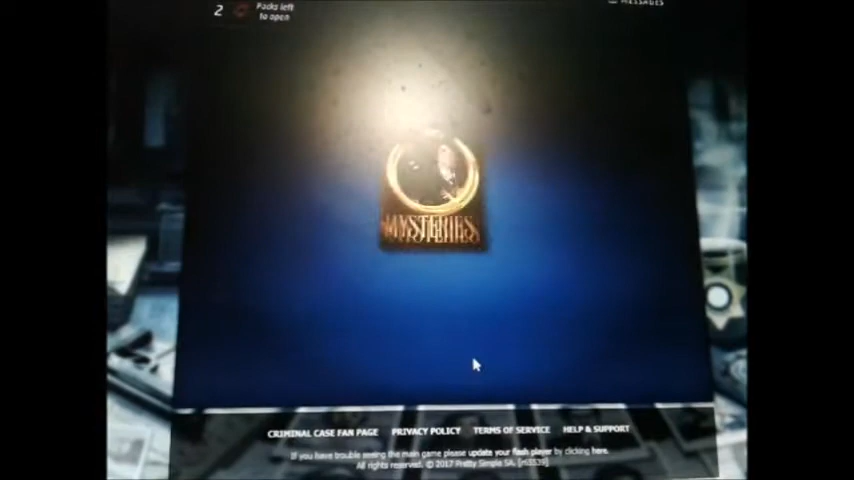 2 Packs left
to open
MESSAGES
MYSTERIES
CRIMINAL CASE FAN PAGE PRIVACY POLICY TERMS OF SERVICE HELP & SUPPORT
If you have trouble seeing the main game please update your flash player by clicking here.
All rights reserved. © 2017 Pretty Simple SA.